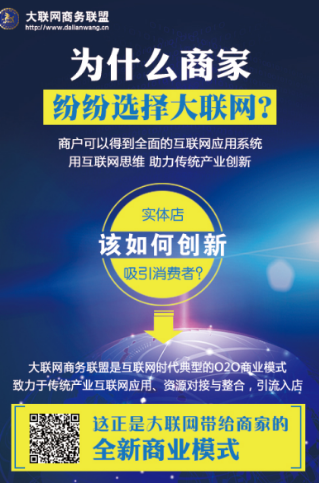 大联网商务联盟
http://www.dalianwang.cn
为什么商家
纷纷选择大联网?
商户可以得到全面的互联网应用系统
用互联网思维 助力传统产业创新
实体店
该如何创新
吸引消费者?
大联网商务联盟是互联网时代典型的O2O商业模式
致力于传统产业互联网应用、资源对接与整合，引流入店
这正是大联网带给商家的
全新商业模式